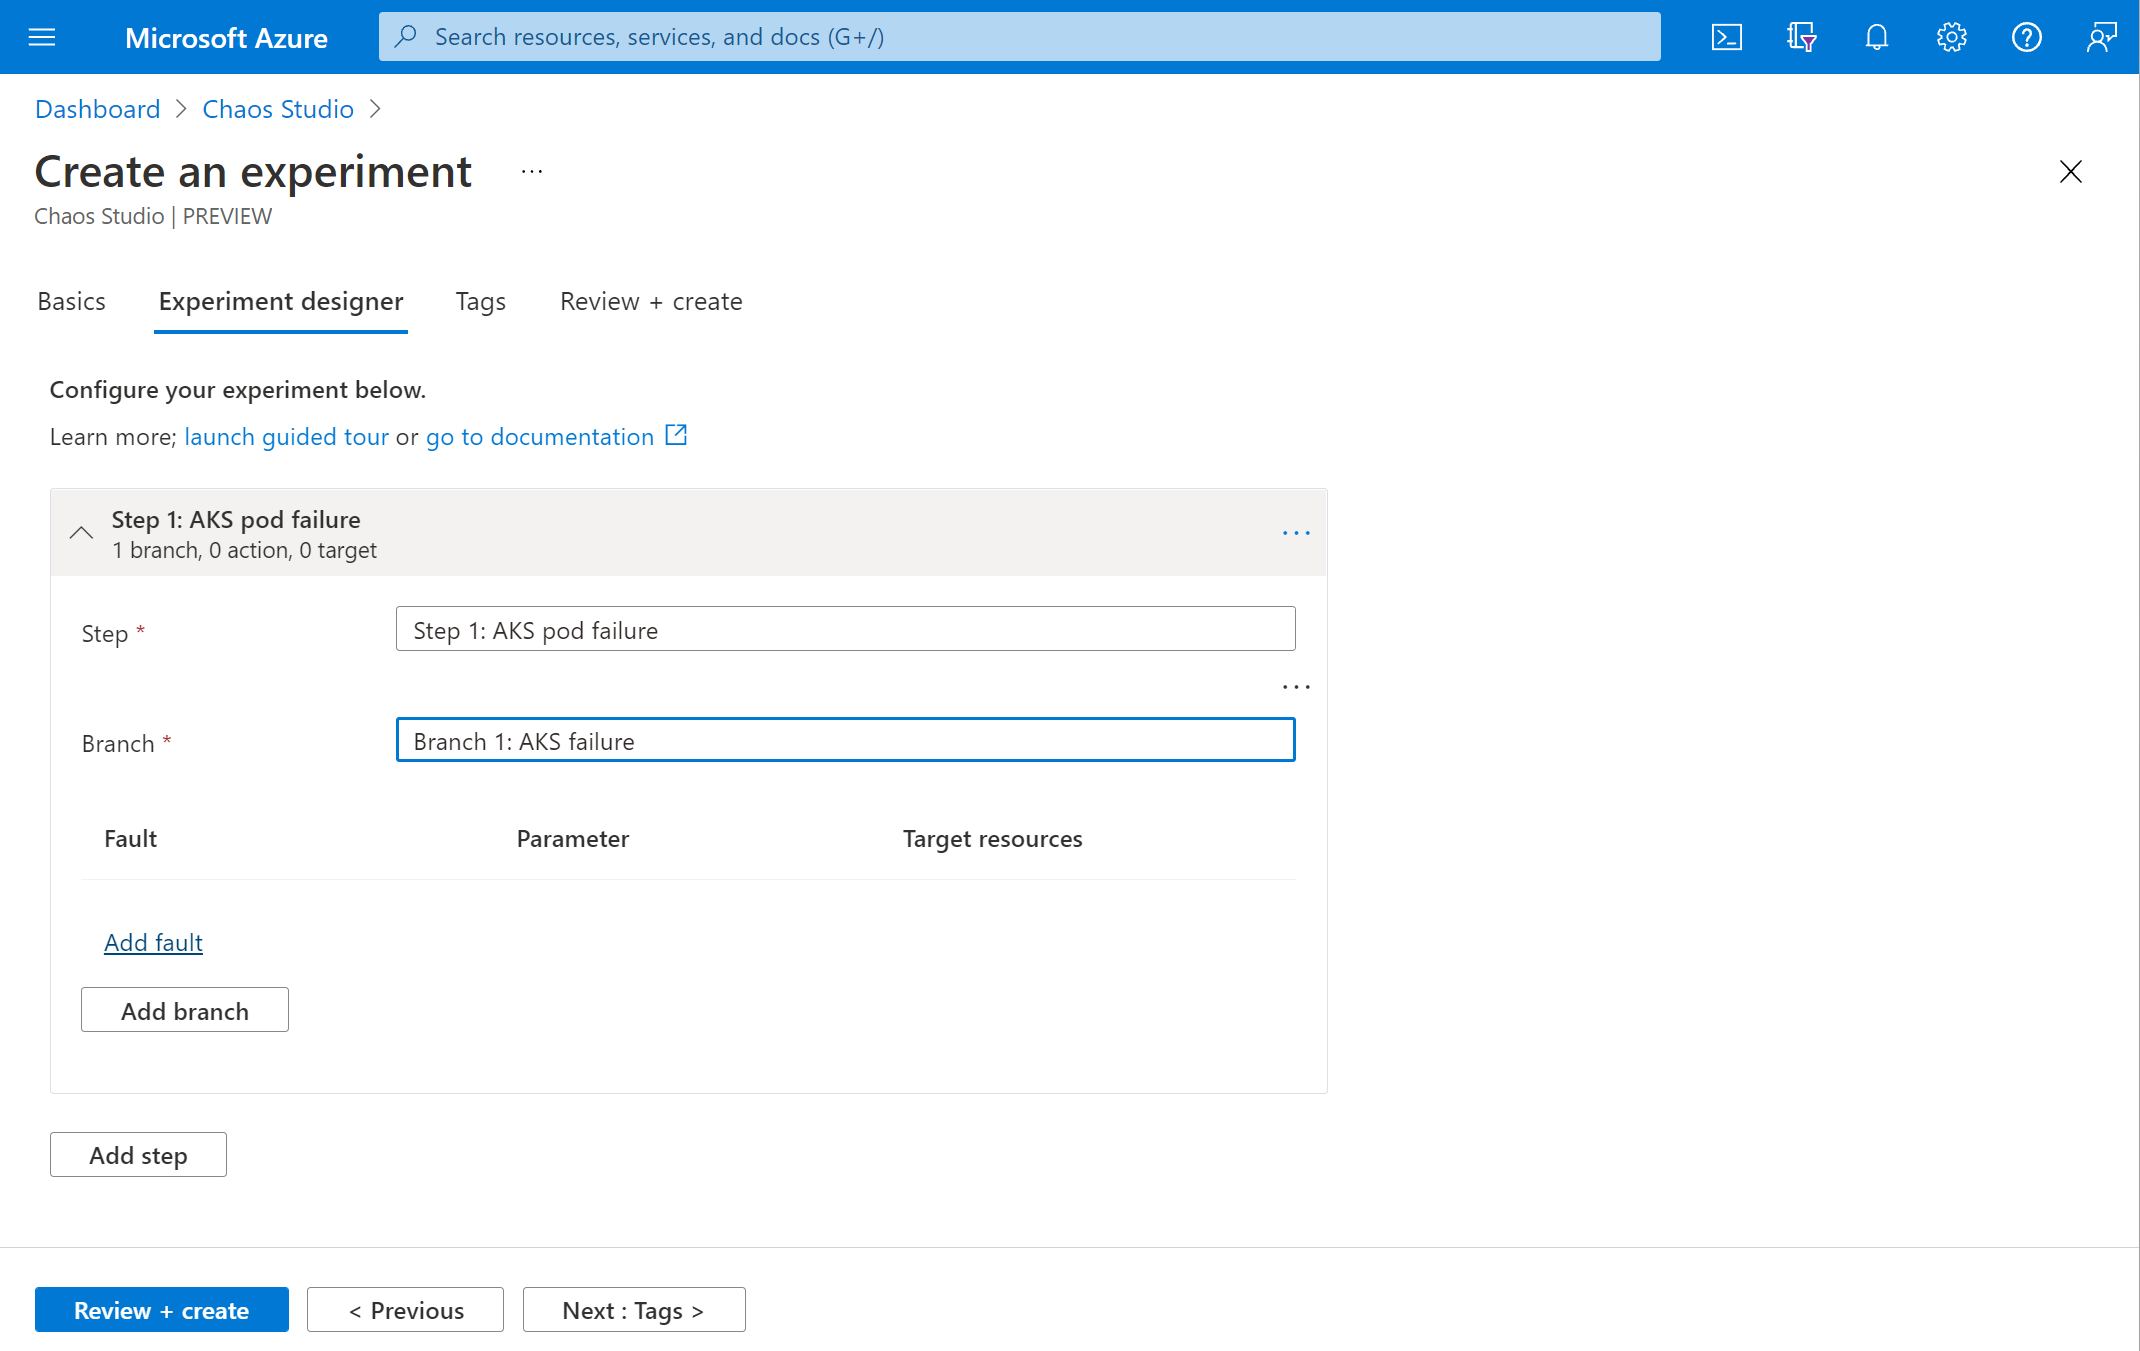 Microsoft Azure
Search resources, services, and docs (G+/)
Dashboard > Chaos Studio >
Create an experiment ...
Chaos Studio | PREVIEW
Basics Experiment designer Tags Review + create
Configure your experiment below.
Learn more; launch guided tour or go to documentation
Step 1: AKS pod failure
1 branch, 0 action, 0 target
Step * Step 1: AKS pod failure
Branch * Branch 1: AKS failure
Fault Parameter Target resources
Add fault
Add branch
Add step
Review + create < Previous Next : Tags >